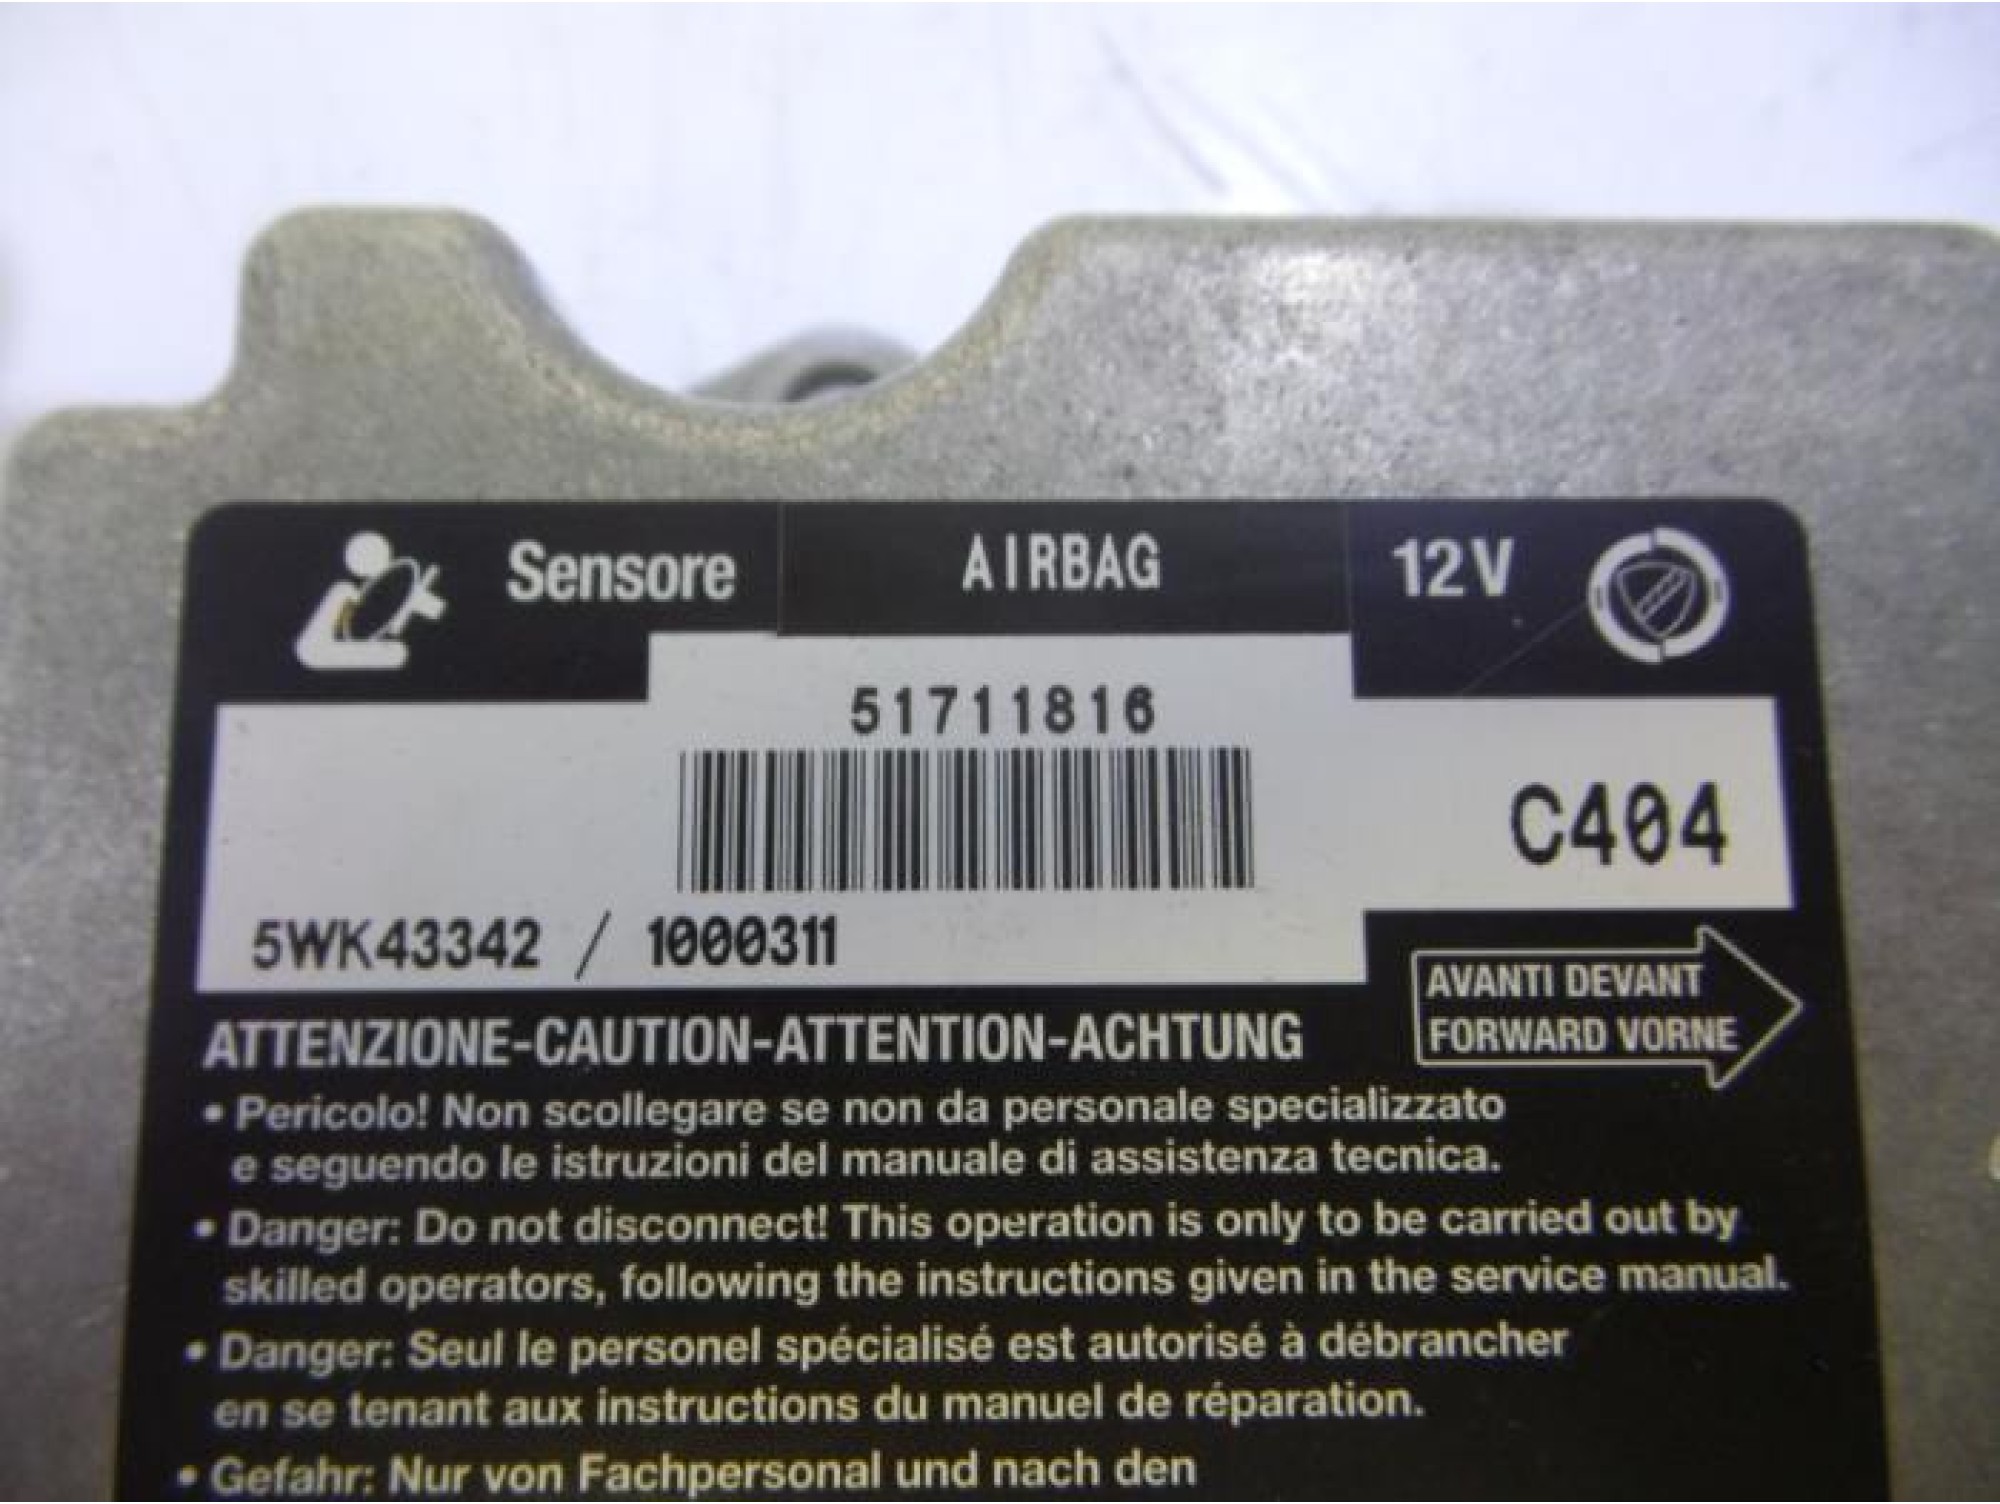 Sensore AIRBAG 12V
51711816
C404
5WK43342 / 1000311
AVANTI DEVANT
FORWARD VORNE
ATTENZIONE-CAUTION-ATTENTION-ACHTUNG
• Pericolo! Non scollegare se non da personale specializzato
e seguendo le istruzioni del manuale di assistenza tecnica.
• Danger: Do not disconnect! This operation is only to be carried out by
skilled operators, following the instructions given in the service manual.
• Danger: Seul le personel spécialisé est autorisé à débrancher
en se tenant aux instructions du manuel de réparation.
• Gefahr: Nur von Fachpersonal und nach den